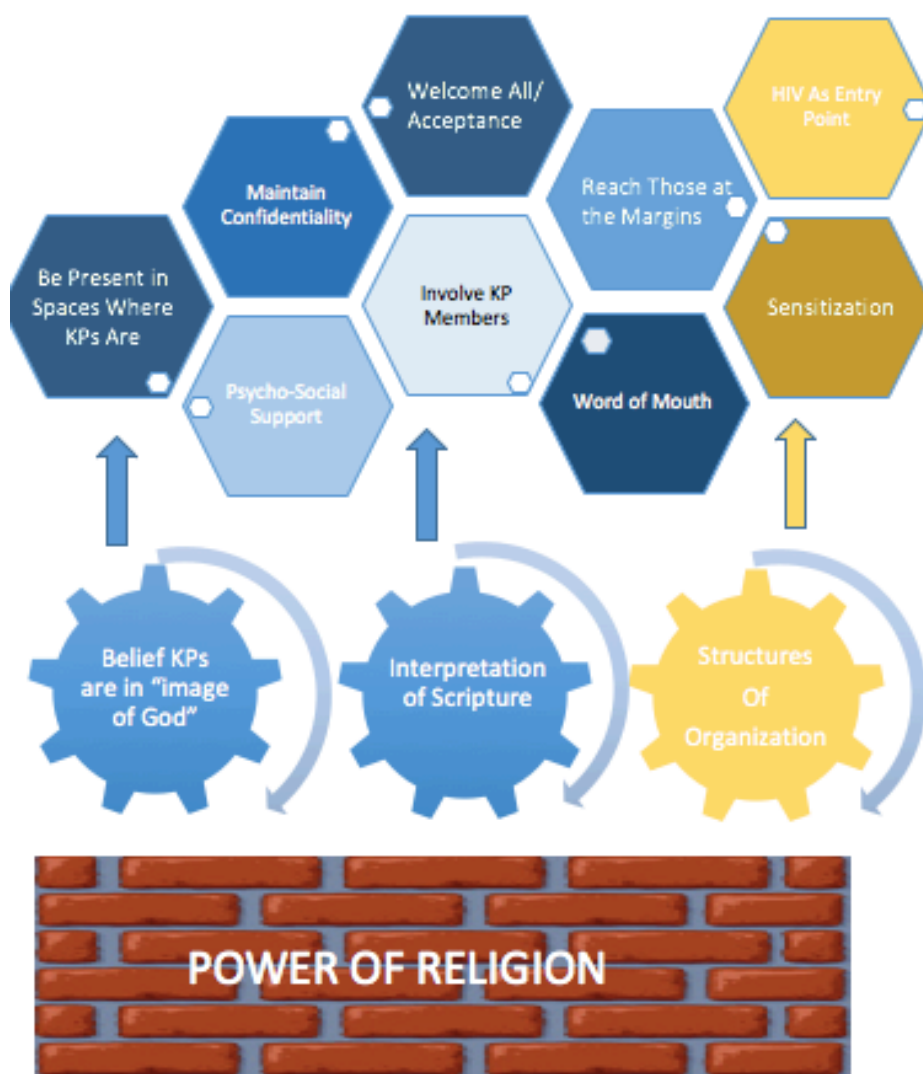 Welcome All/
Acceptance
HIV As Entry
Point
Maintain
Confidentiality
Reach Those at
the Margins
Be Present in
Spaces Where
KPs Are
Involve KP
Members
Sensitization
Psycho-Social
Support
Word of Mouth
Belief KPs
are in “image
of God”
Interpretation
of Scripture
Structures
Of
Organization
POWER OF RELIGION